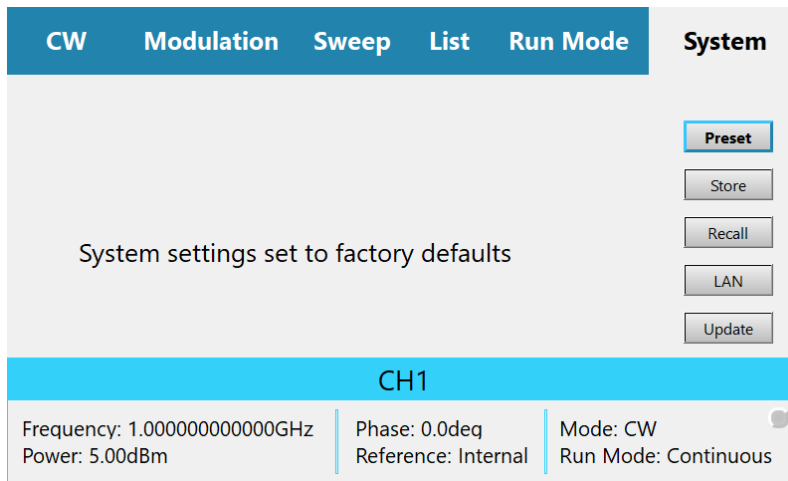 CW Modulation Sweep List Run Mode System
Preset
Store
Recall
System settings set to factory defaults
LAN
Update
CH1
Frequency: 1.000000000000GHz Phase: 0.0deg Mode: CW
Power: 5.00dBm Reference: Internal Run Mode: Continuous